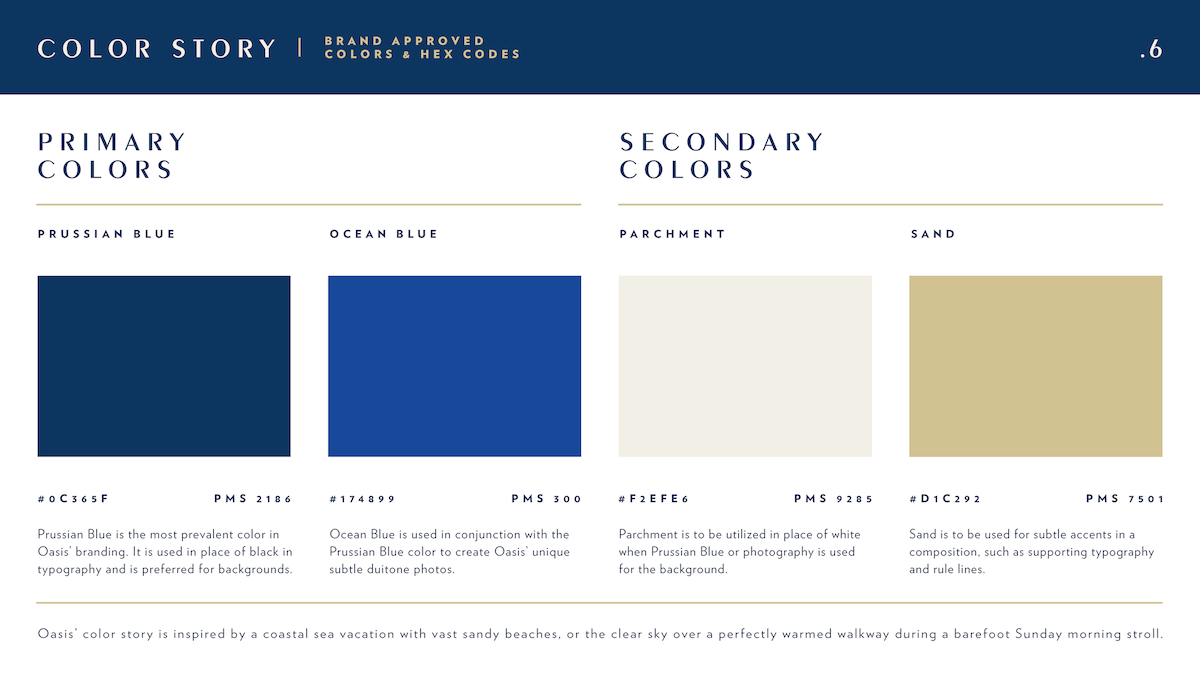 COLOR STORY
BRAND APPROVED
COLORS & HEX CODES
.6
PRIMARY
COLORS
SECONDARY
COLORS
PRUSSIAN BLUE
OCEAN BLUE
PARCHMENT
SAND
#0C365F
PMS 2186
Prussian Blue is the most prevalent color in
Oasis' branding. It is used in place of black in
typography and is preferred for backgrounds.
#174899
PMS 300
Ocean Blue is used in conjunction with the
Prussian Blue color to create Oasis' unique
subtle duitone photos.
#F2EFE6
PMS 9285
Parchment is to be utilized in place of white
when Prussian Blue or photography is used
for the background.
#D1C292
PMS 7501
Sand is to be used for subtle accents in a
composition, such as supporting typography
and rule lines.
Oasis' color story is inspired by a coastal sea vacation with vast sandy beaches, or the clear sky over a perfectly warmed walkway during a barefoot Sunday morning stroll.